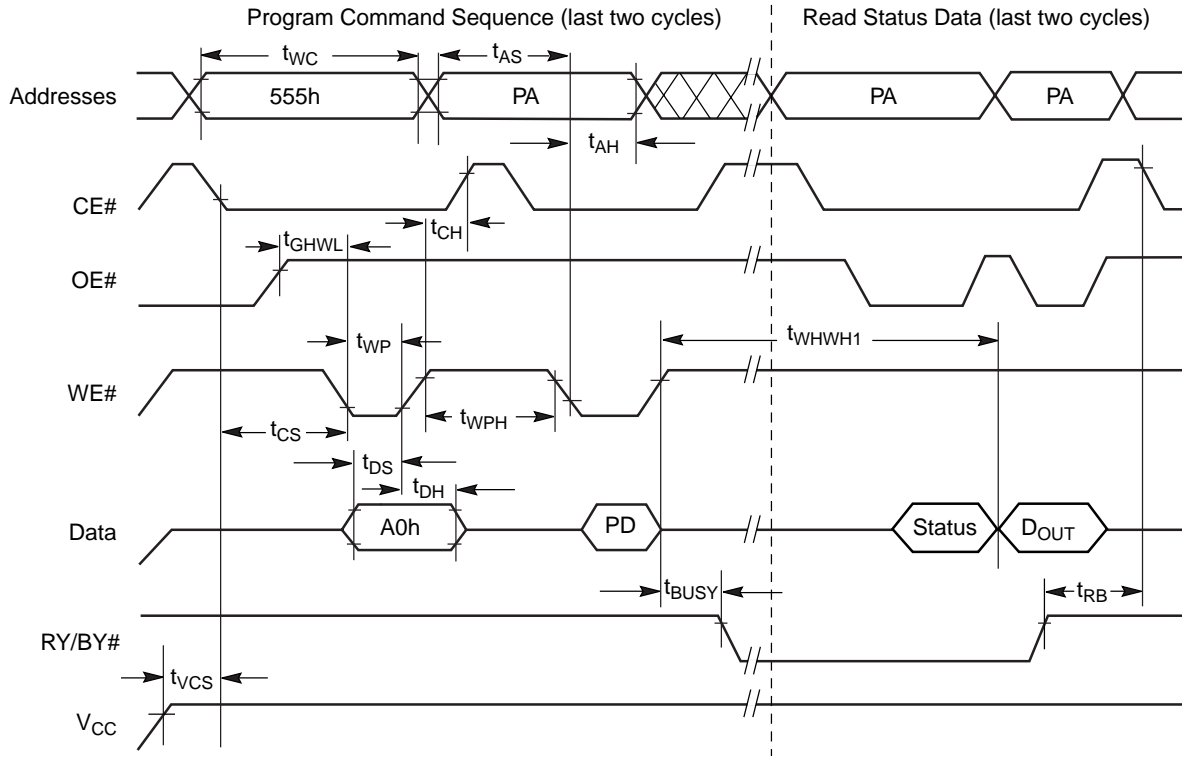 Program Command Sequence (last two cycles)
Read Status Data (last two cycles)
tWC
tAS
Addresses
555h
PA
PA
PA
tAH
CE#
tCH
tGHWL
OE#
tWP
tWHWH1
WE#
tWPH
tCS
tDS
tDH
Data
A0h
PD
Status
DOUT
tBUSY
tRB
RY/BY#
tVCS
VCC